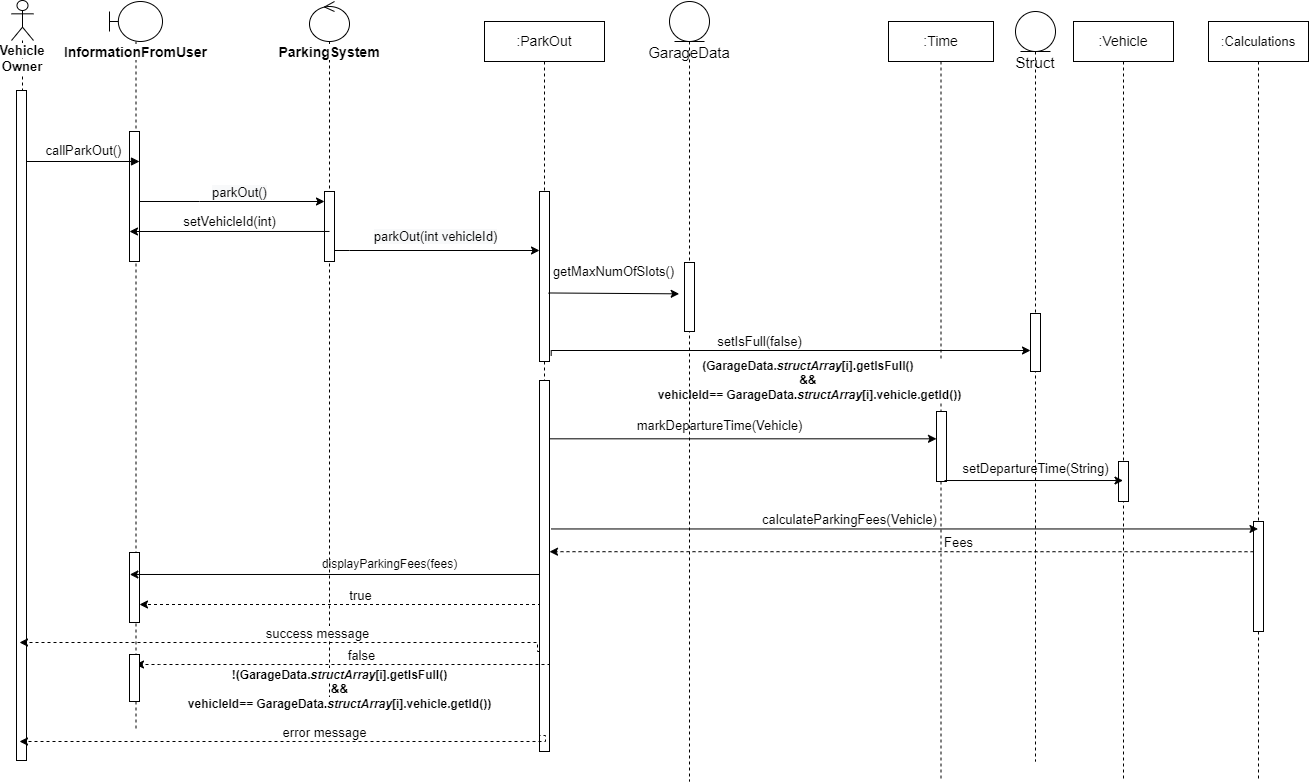 Vehicle
Owner
InformationFromUser
ParkingSystem
:ParkOut
GarageData
:Time
Struct
:Vehicle
:Calculations
callParkOut()
parkOut()
setVehicleId(int)
parkOut(int vehicleId)
getMaxNumOfSlots()
setIsFull(false)
(GarageData.structArray[i].getIsFull()
&&
vehicleId== GarageData.structArray[i].vehicle.getId())
markDepartureTime(Vehicle)
setDepartureTime(String)
calculateParkingFees(Vehicle)
Fees
displayParkingFees(fees)
true
success message
false
!(GarageData.structArray[i].getIsFull()
&&
vehicleId== GarageData.structArray[i].vehicle.getId())
error message